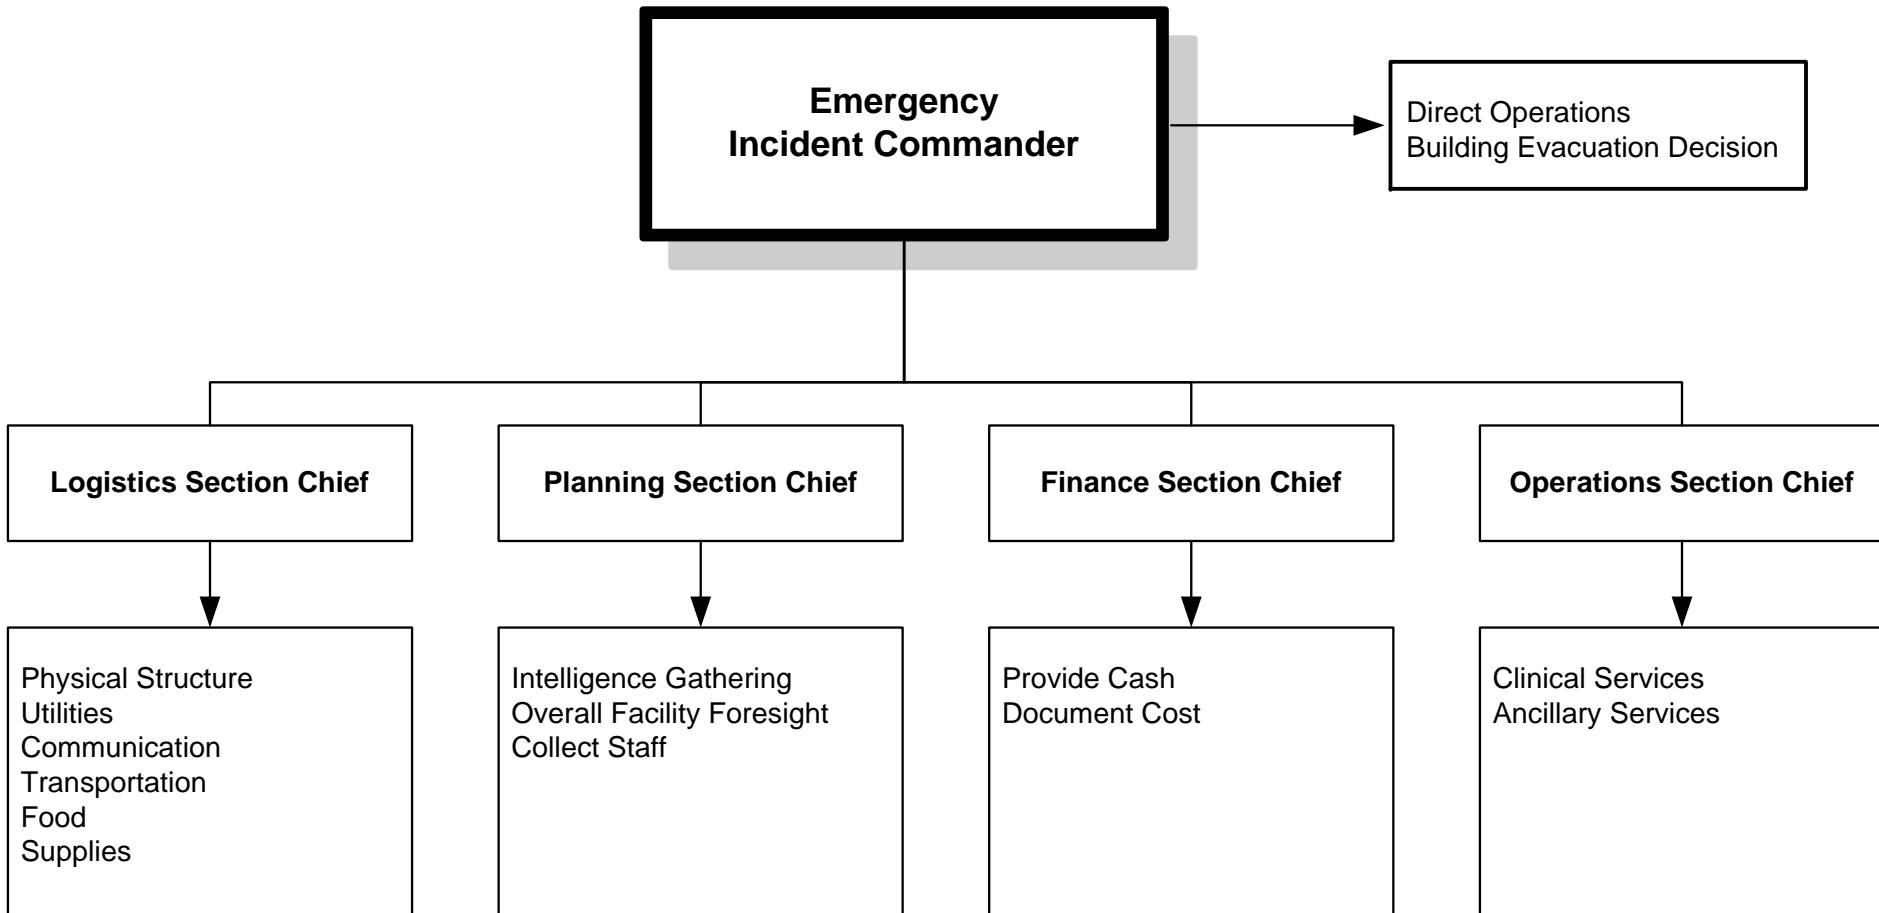 Emergency
Incident Commander
Direct Operations
Building Evacuation Decision
Logistics Section Chief
Planning Section Chief
Finance Section Chief
Operations Section Chief
Physical Structure
Utilities
Communication
Transportation
Food
Supplies
Intelligence Gathering
Overall Facility Foresight
Collect Staff
Provide Cash
Document Cost
Clinical Services
Ancillary Services